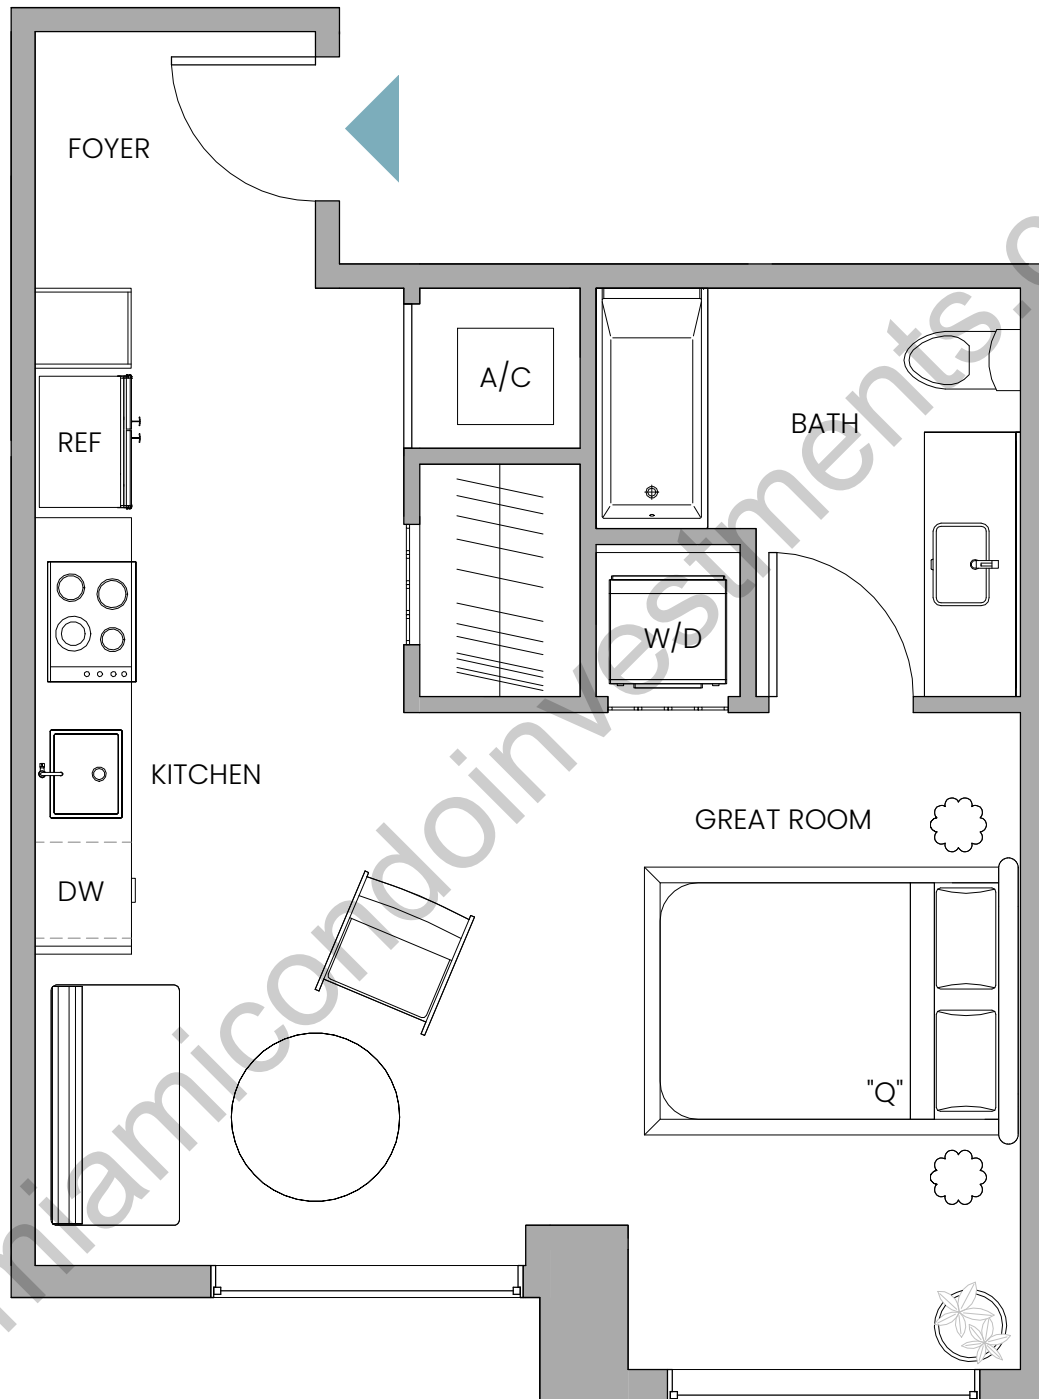 FOYER
A/C
BATH
REF
W/D
KITCHEN
GREAT ROOM
DW
"Q"
miamicondoinvestments.c